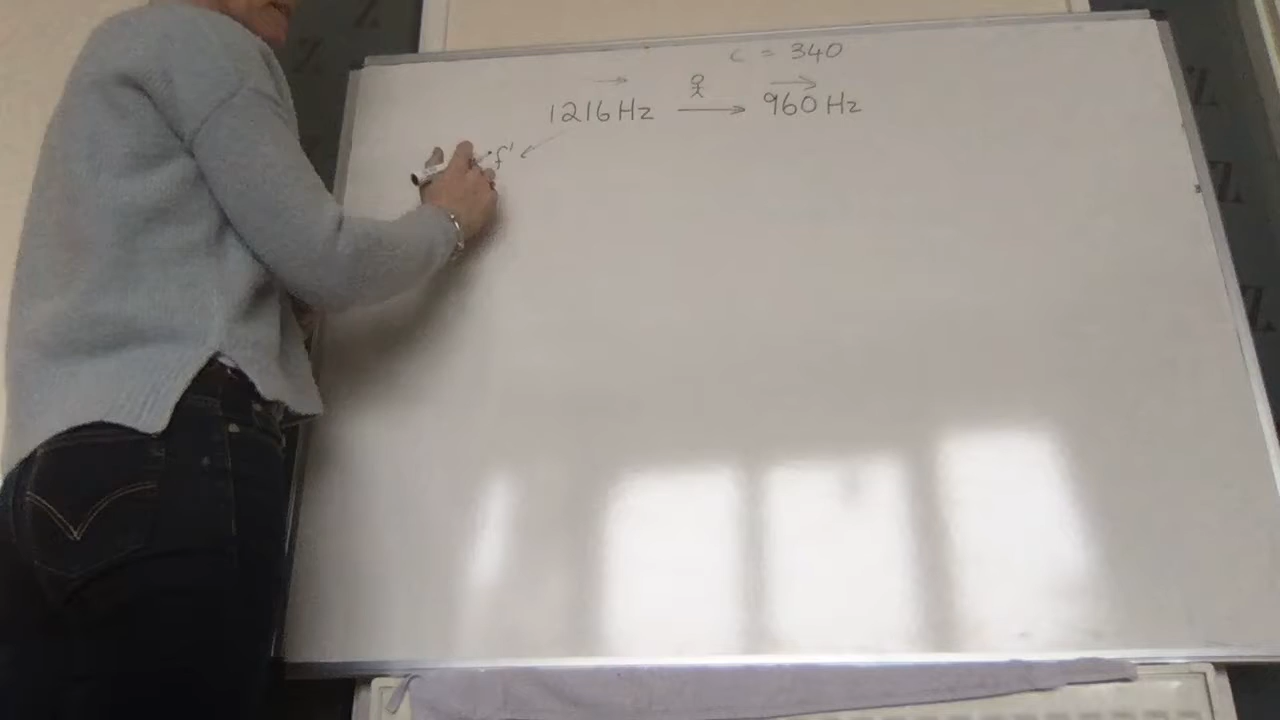 c = 340
1216 Hz → 960 Hz
f'